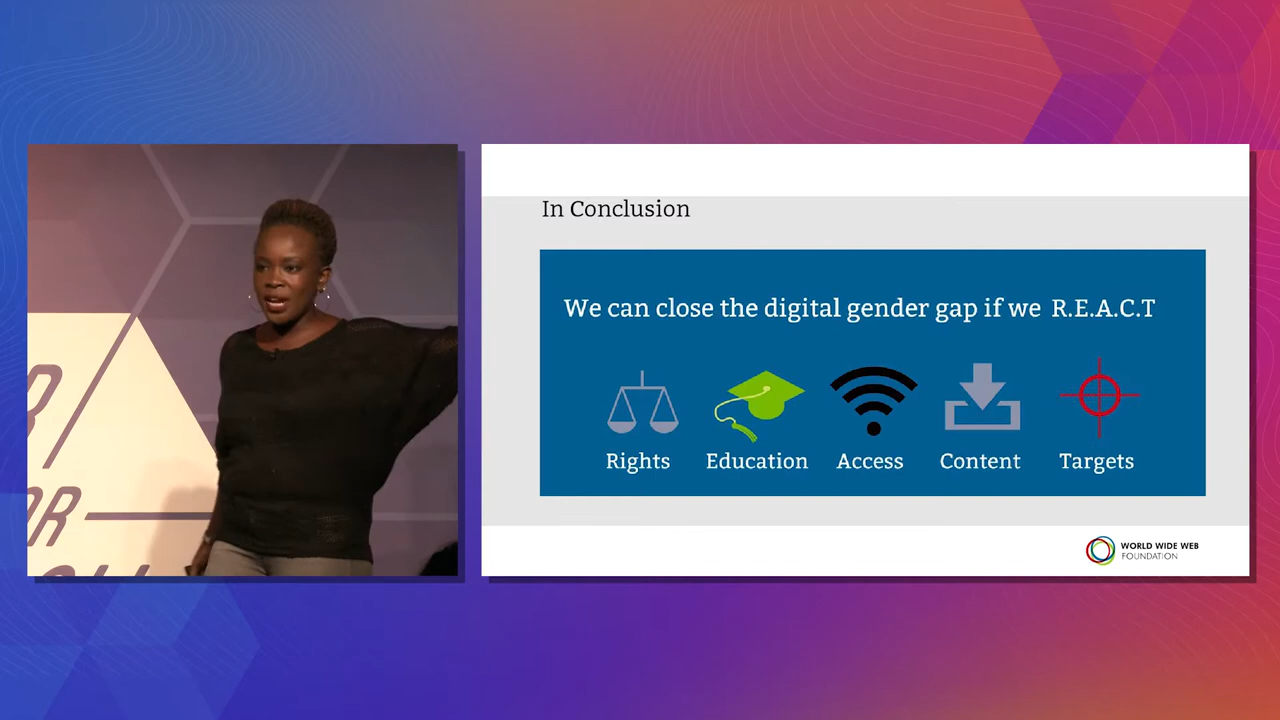 In Conclusion
We can close the digital gender gap if we R.E.A.C.T
Rights Education Access Content Targets
WORLD WIDE WEB
FOUNDATION
OR